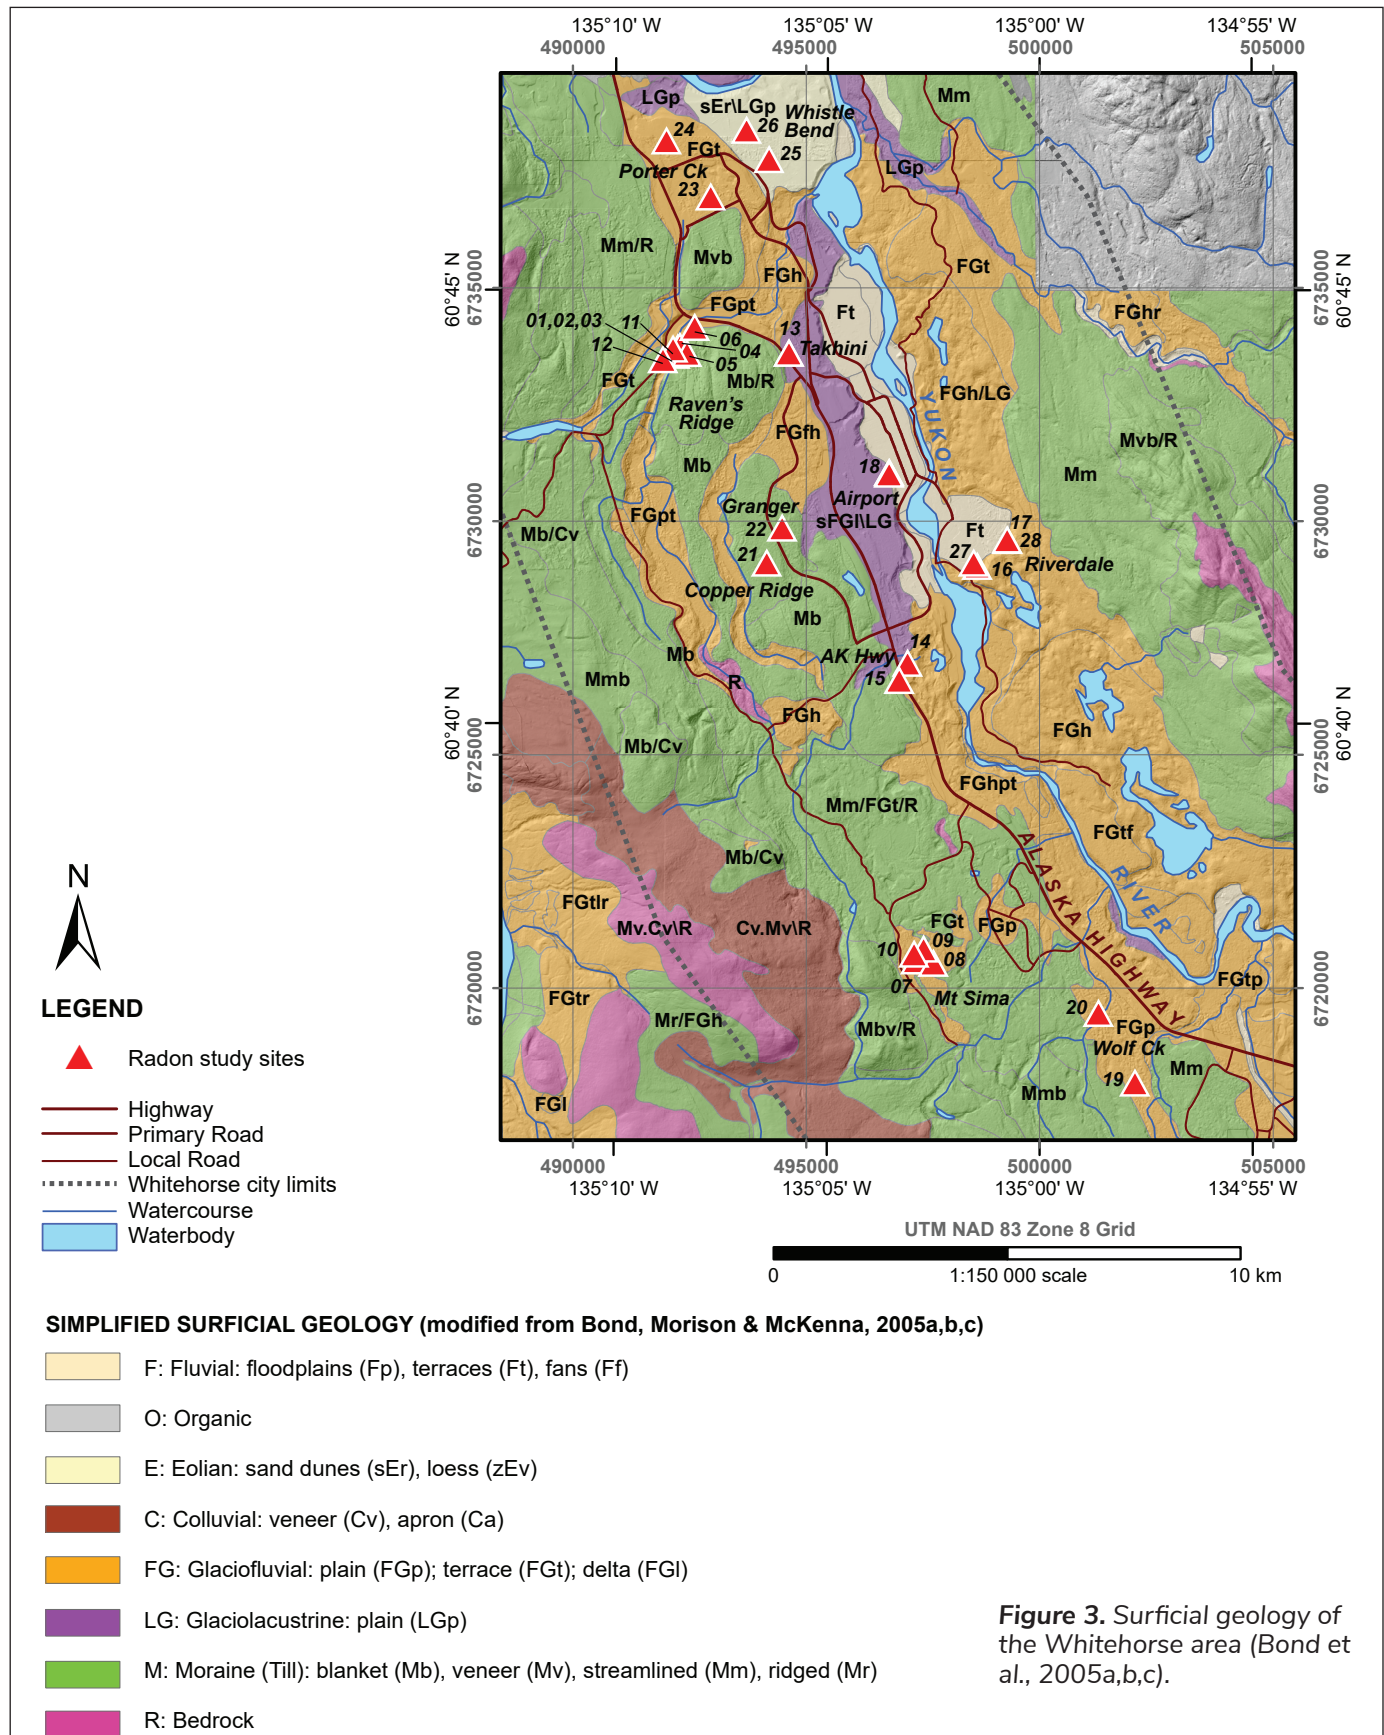 135°10' W 135°05' W 135°00' W 134°55' W
490000 495000 500000 505000
LGp
sEr\LGp
Whistle
Bend
Mm
24
26
FGt
25
Porter Ck
23
LGp
Mm/R
Mvb
FGt
FGh
60°45' N
6735000
6735000
60°45' N
FGpt
Ft
FGhr
01,02,03
11
13
06
Takhini
12
04
05
FGt
Mb/R
FGh/LG
Raven's
Ridge
YUKON
FGfh
Mvb/R
Mb
18
Mm
Airport
Granger
sFGl\LG
6730000
6730000
FGpt
22
17
Ft
28
Mb/Cv
27
21
16
Riverdale
Copper Ridge
Mb
14
Mb
AK Hwy
Mmb
R
15
60°40' N
60°40' N
FGh
FGh
6725000
6725000
Mb/Cv
FGhpt
Mm/FGt/R
FGtf
ALASKA HIGHWAY
Mb/Cv
RIVER
FGtlr
FGt
FGp
Mv.Cv\R
Cv.Mv\R
09
10
08
FGtp
07
6720000
6720000
FGtr
Mt Sima
20
Mr/FGh
Mbv/R
FGp
Wolf Ck
Mm
19
Mmb
FGl
490000 495000 500000 505000
135°10' W 135°05' W 135°00' W 134°55' W
N
LEGEND
Radon study sites
Highway
Primary Road
Local Road
Whitehorse city limits
Watercourse
Waterbody
UTM NAD 83 Zone 8 Grid
0 1:150 000 scale 10 km
SIMPLIFIED SURFICIAL GEOLOGY (modified from Bond, Morison & McKenna, 2005a,b,c)
F: Fluvial: floodplains (Fp), terraces (Ft), fans (Ff)
O: Organic
E: Eolian: sand dunes (sEr), loess (zEv)
C: Colluvial: veneer (Cv), apron (Ca)
FG: Glaciofluvial: plain (FGp); terrace (FGt); delta (FGl)
LG: Glaciolacustrine: plain (LGp)
M: Moraine (Till): blanket (Mb), veneer (Mv), streamlined (Mm), ridged (Mr)
R: Bedrock
Figure 3. Surficial geology of
the Whitehorse area (Bond et
al., 2005a,b,c).